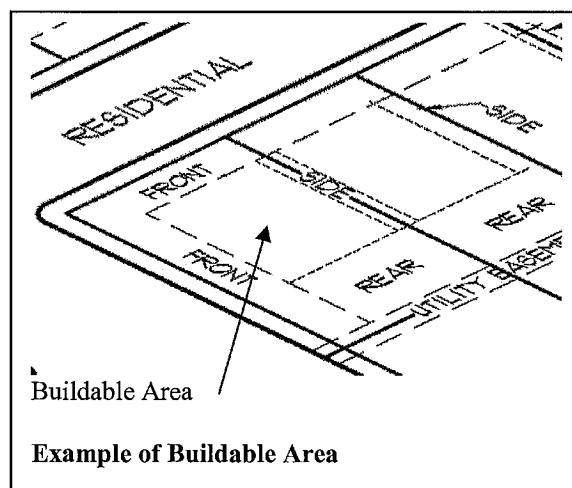 RESIDENTIAL
SIDE
FRONT
SIDE
REAR
FRONT
REAR
UTILITY EASEMENT
Buildable Area
Example of Buildable Area